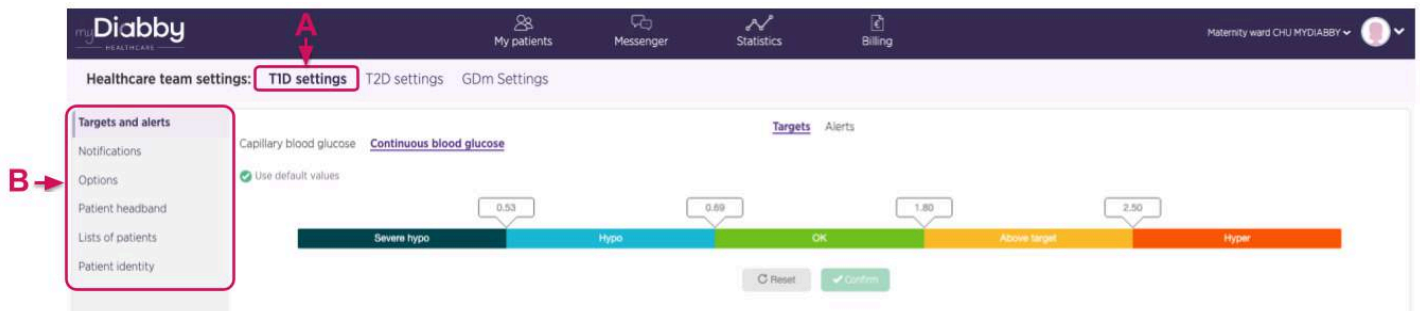 myDiabby
HEALTHCARE
A
My patients
Messenger
Statistics
Billing
Maternity ward CHU MYDIABBY
Healthcare team settings: T1D settings T2D settings GDm Settings
B
Targets and alerts
Notifications
Options
Patient headband
Lists of patients
Patient identity
Targets Alerts
Capillary blood glucose Continuous blood glucose
Use default values
0.53 0.69 1.80 2.50
Severe hypo Hypo OK Above target Hyper
Reset Confirm